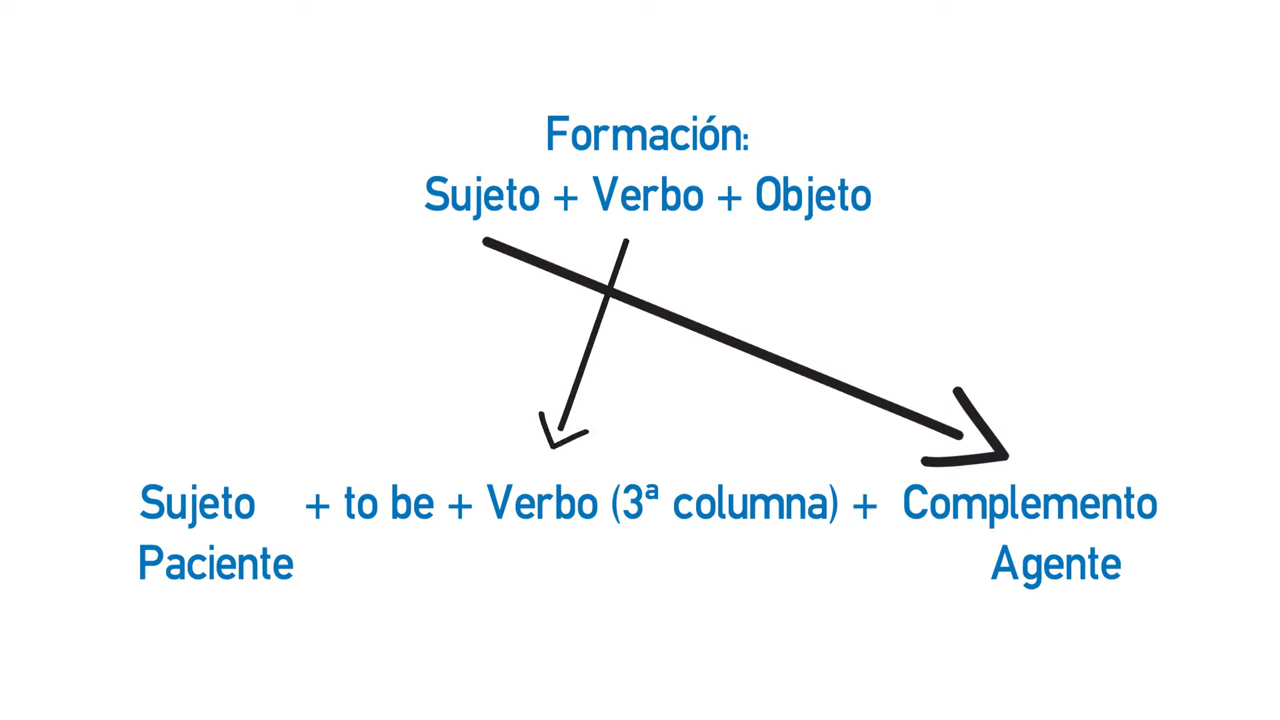 Formación:
Sujeto + Verbo + Objeto
Sujeto + to be + Verbo (3ª columna) + Complemento
Paciente Agente